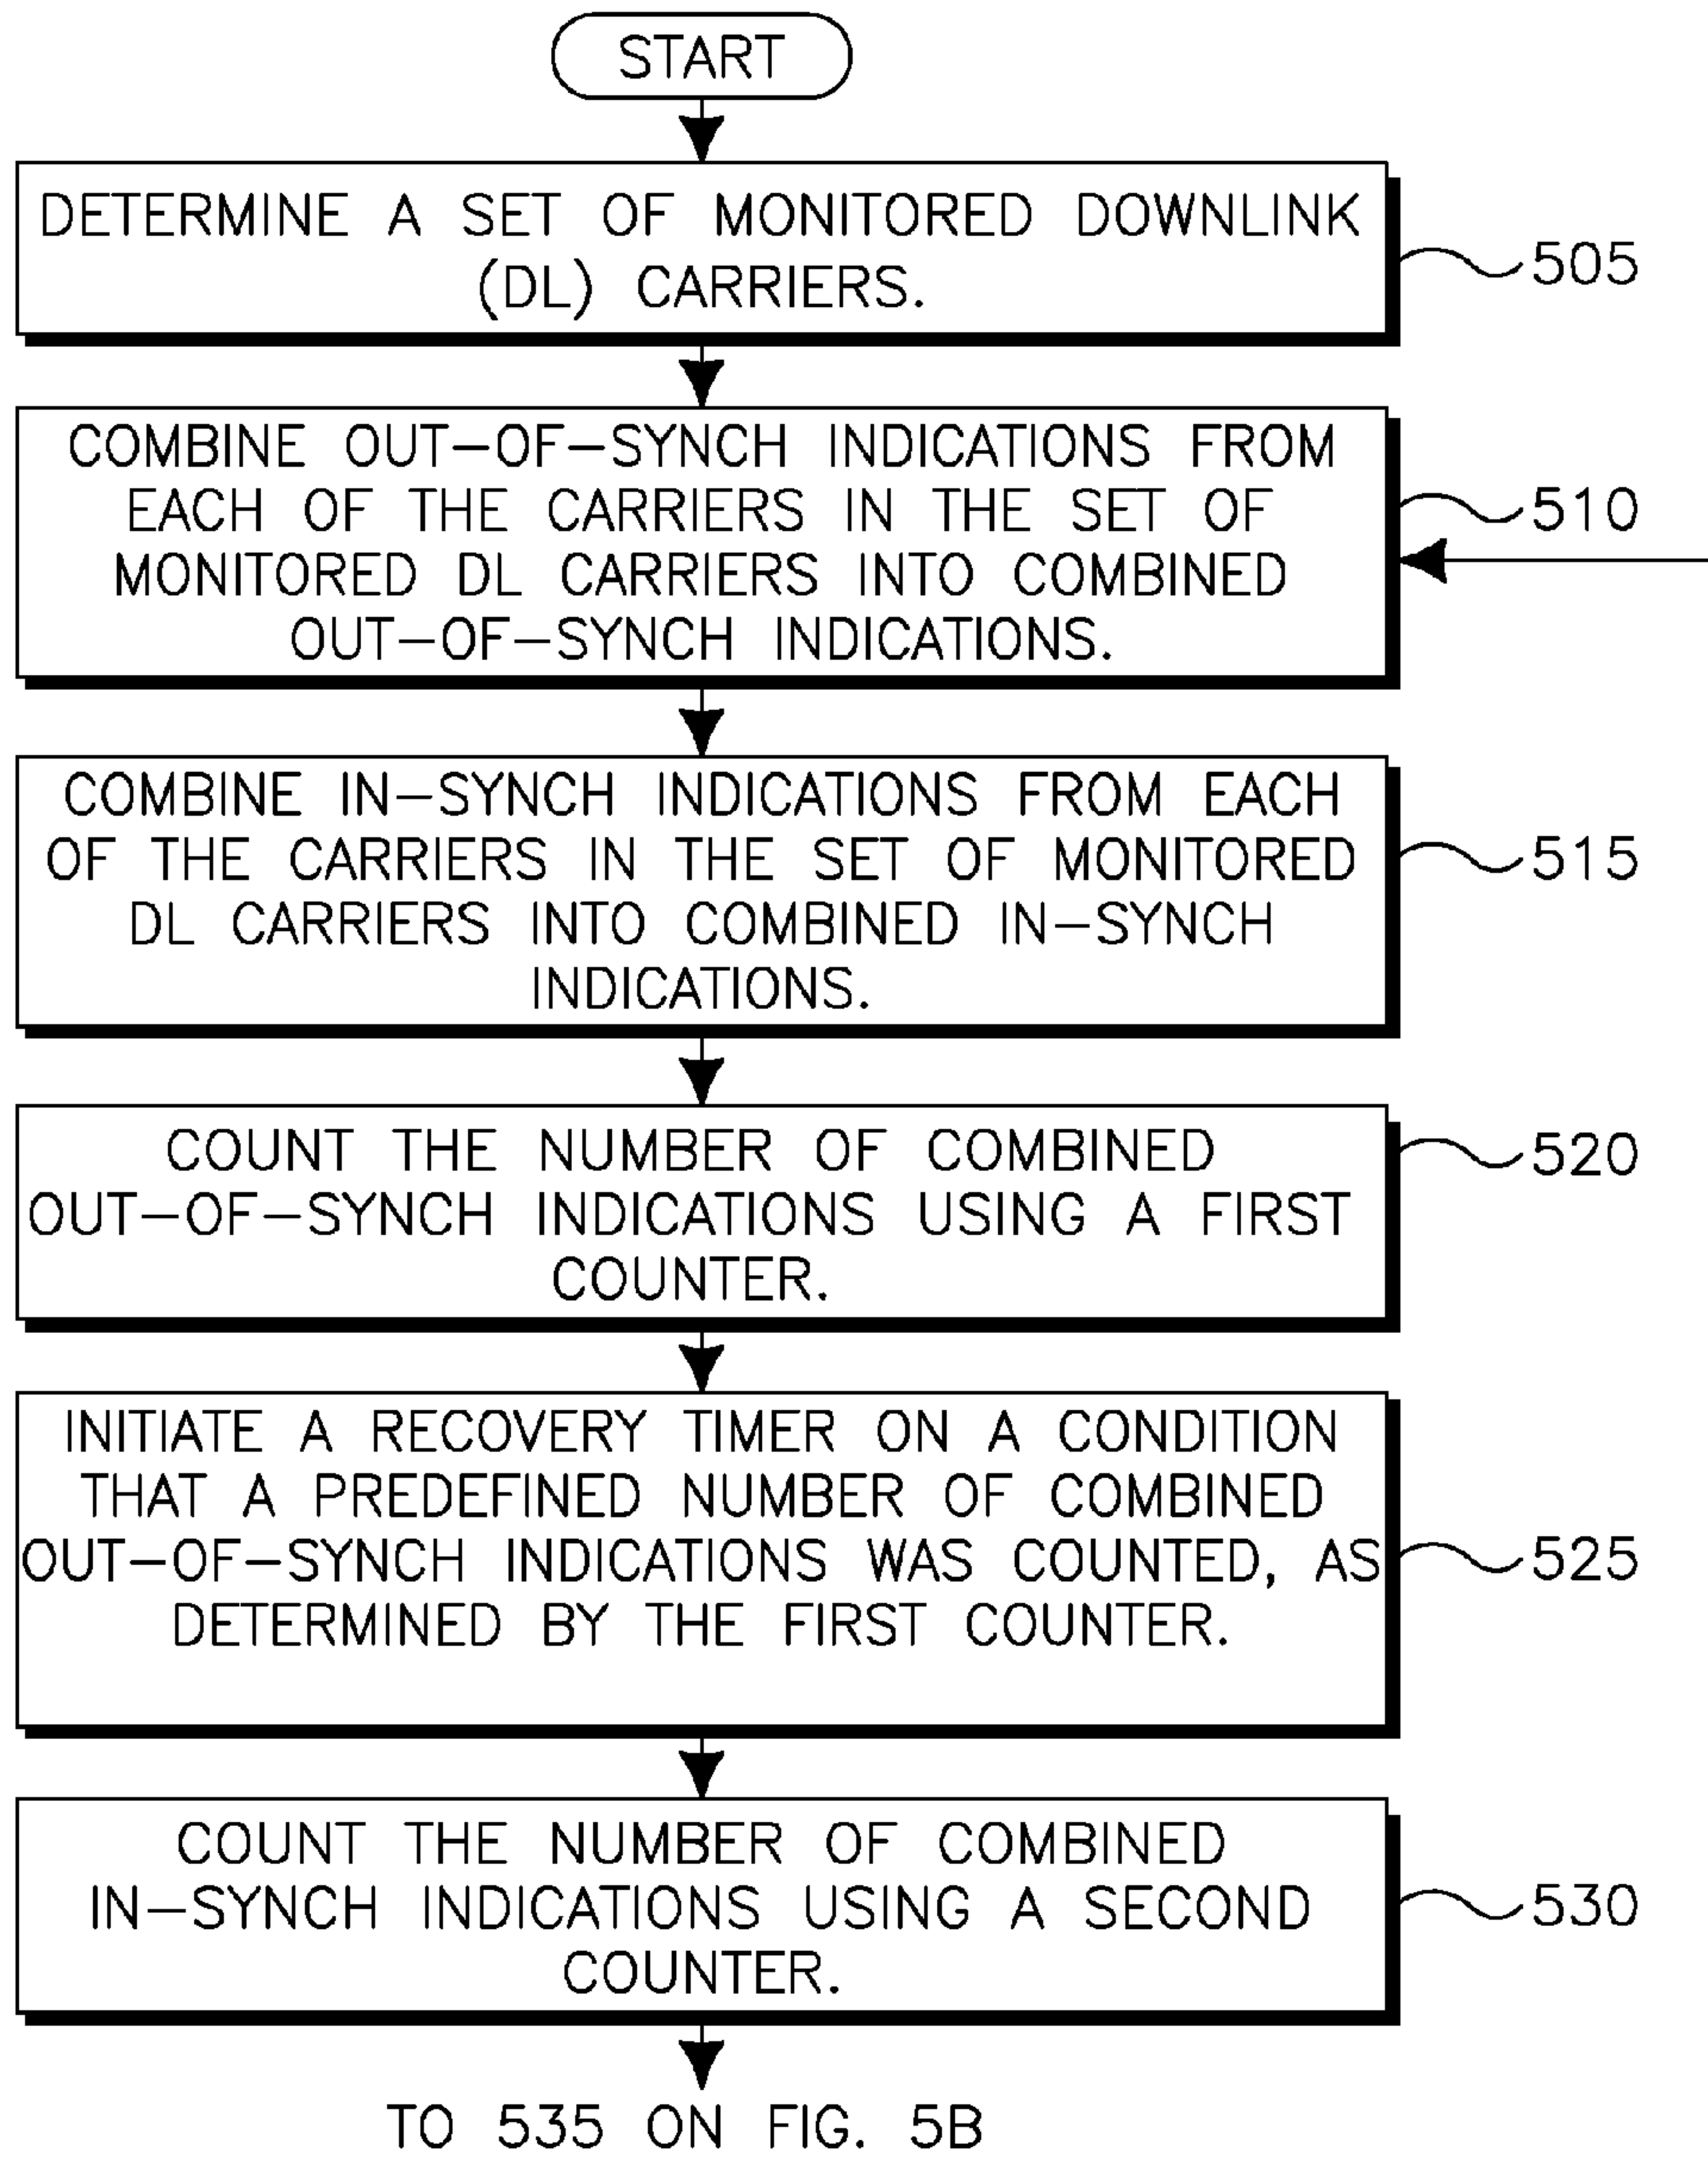 START
DETERMINE A SET OF MONITORED DOWNLINK
(DL) CARRIERS.
505
COMBINE OUT-OF-SYNCH INDICATIONS FROM
EACH OF THE CARRIERS IN THE SET OF
MONITORED DL CARRIERS INTO COMBINED
OUT-OF-SYNCH INDICATIONS.
510
COMBINE IN-SYNCH INDICATIONS FROM EACH
OF THE CARRIERS IN THE SET OF MONITORED
DL CARRIERS INTO COMBINED IN-SYNCH
INDICATIONS.
515
COUNT THE NUMBER OF COMBINED
OUT-OF-SYNCH INDICATIONS USING A FIRST
COUNTER.
520
INITIATE A RECOVERY TIMER ON A CONDITION
THAT A PREDEFINED NUMBER OF COMBINED
OUT-OF-SYNCH INDICATIONS WAS COUNTED, AS
DETERMINED BY THE FIRST COUNTER.
525
COUNT THE NUMBER OF COMBINED
IN-SYNCH INDICATIONS USING A SECOND
COUNTER.
530
TO 535 ON FIG. 5B